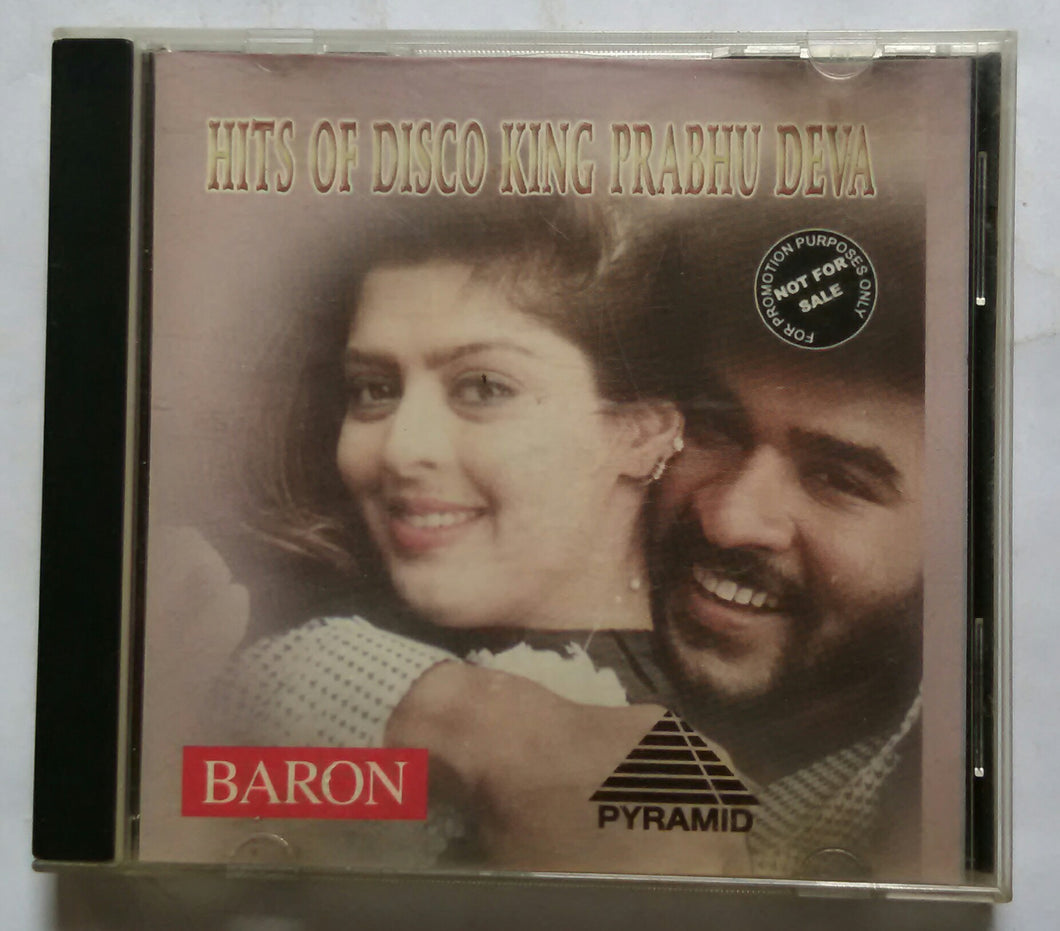 HITS OF DISCO KING PRABHU DEVA
FOR PROMOTION PURPOSES ONLY
NOT FOR
SALE
BARON
PYRAMID